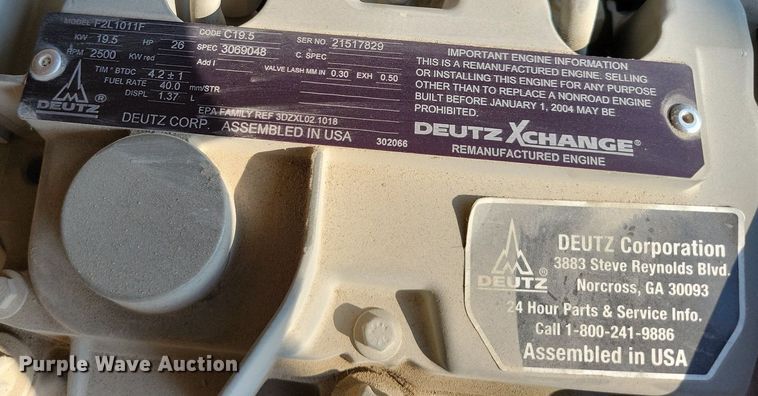 MODEL F2L1011F CODE C19.5 SER NO 21517829
KW 19.5 HP 26 SPEC 3069048 C. SPEC
RPM 2500 KW red Add I VALVE LASH MM IN 0.30 EXH 0.50
TIM° BTDC 4.2 ± 1
FUEL RATE 40.0 mm/STR
DISPL 1.37 L
DEUTZ ®
EPA FAMILY REF 3DZXL02.1018
DEUTZ CORP. ASSEMBLED IN USA 302066
IMPORTANT ENGINE INFORMATION
THIS IS A REMANUFACTURED ENGINE. SELLING
OR INSTALLING THIS ENGINE FOR ANY PURPOSE
OTHER THAN TO REPLACE A NONROAD ENGINE
BUILT BEFORE JANUARY 1, 2004 MAY BE
PROHIBITED.
DEUTZ XCHANGE®
REMANUFACTURED ENGINE
DEUTZ ®
DEUTZ Corporation
3883 Steve Reynolds Blvd.
Norcross, GA 30093
24 Hour Parts & Service Info.
Call 1-800-241-9886
Assembled in USA
Purple Wave Auction